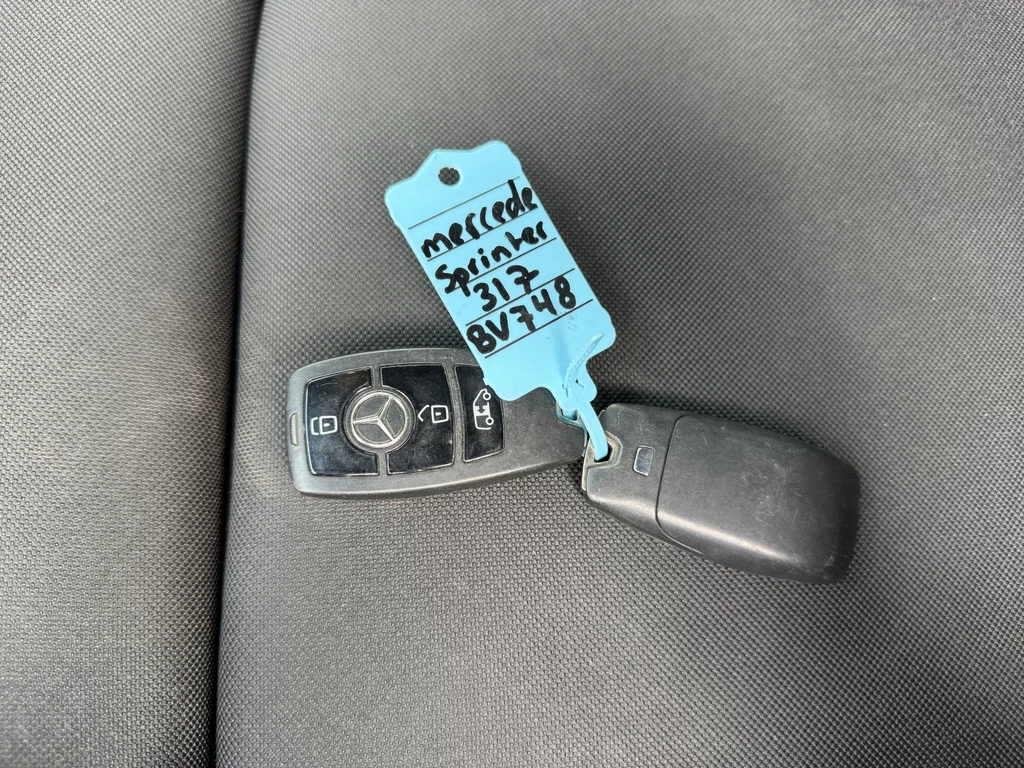 mercede
Sprinter
317
BV748